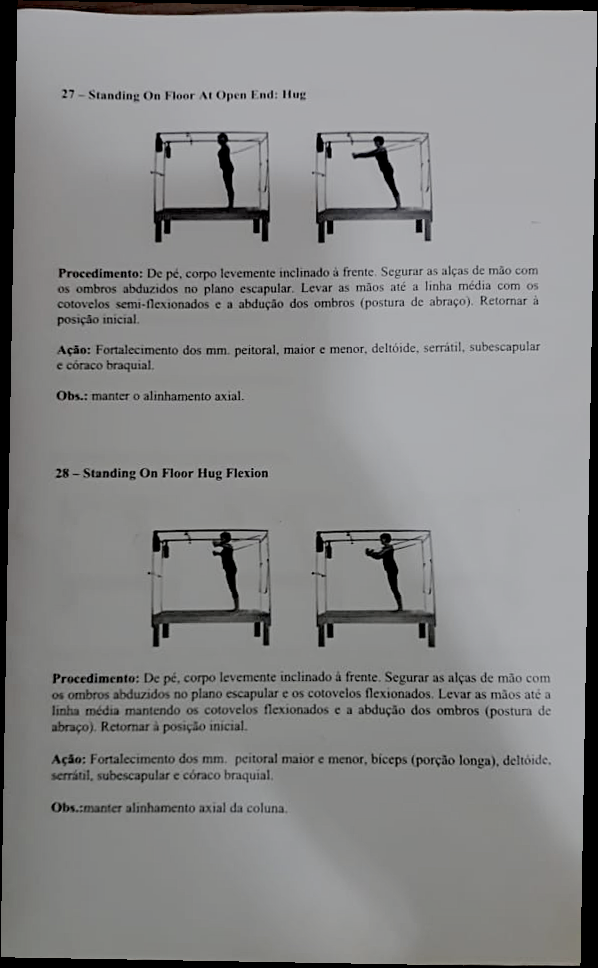 27 – Standing On Floor At Open End: Hug
Procedimento: De pé, corpo levemente inclinado à frente. Segurar as alças de mão com
os ombros abduzidos no plano escapular. Levar as mãos até a linha média com os
cotovelos semi-flexionados e a abdução dos ombros (postura de abraço). Retornar à
posição inicial.
Ação: Fortalecimento dos mm. peitoral, maior e menor, deltóide, serrátil, subescapular
e córaco braquial.
Obs.: manter o alinhamento axial.
28 – Standing On Floor Hug Flexion
Procedimento: De pé, corpo levemente inclinado à frente. Segurar as alças de mão com
os ombros abduzidos no plano escapular e os cotovelos flexionados. Levar as mãos até a
linha média mantendo os cotovelos flexionados e a abdução dos ombros (postura de
abraço). Retornar à posição inicial.
Ação: Fortalecimento dos mm. peitoral maior e menor, bíceps (porção longa), deltóide,
serrátil, subescapular e córaco braquial.
Obs.:manter alinhamento axial da coluna.